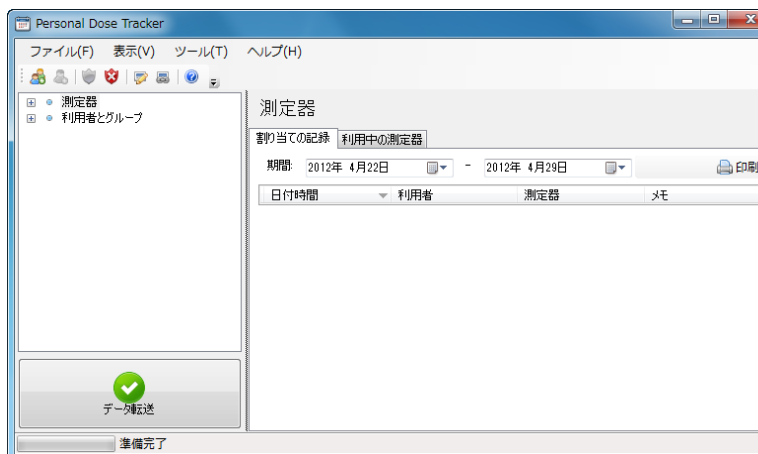 Personal Dose Tracker
ファイル(F) 表示(V) ツール(T) ヘルプ(H)
測定器
利用者とグループ
測定器
割り当ての記録 利用中の測定器
期間: 2012年 4月22日 - 2012年 4月29日 印刷
日付時間 利用者 測定器 メモ
データ転送
準備完了